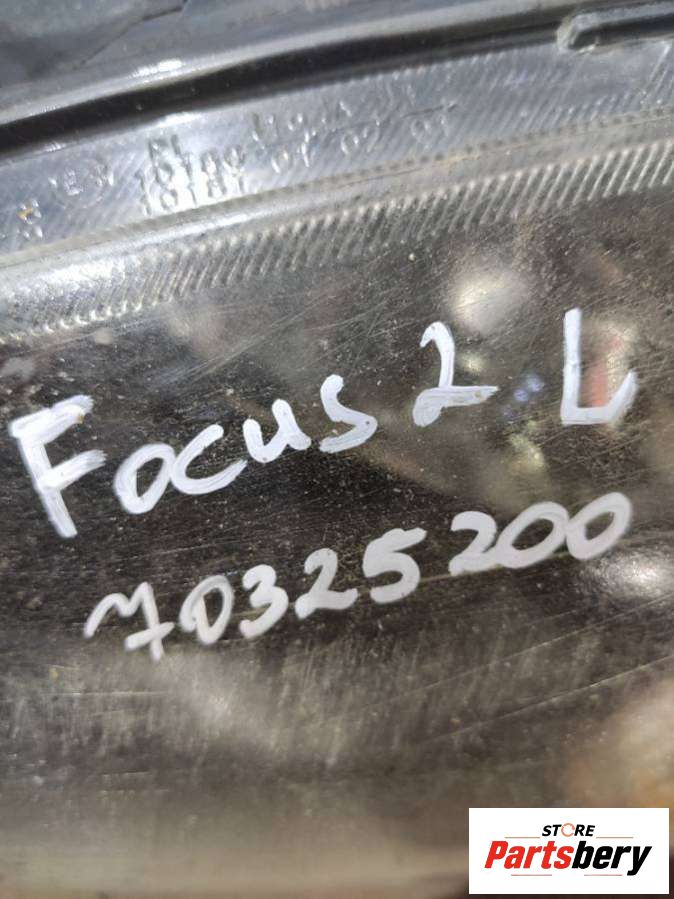 Focus 2 L
70325200
STORE
Partsbery